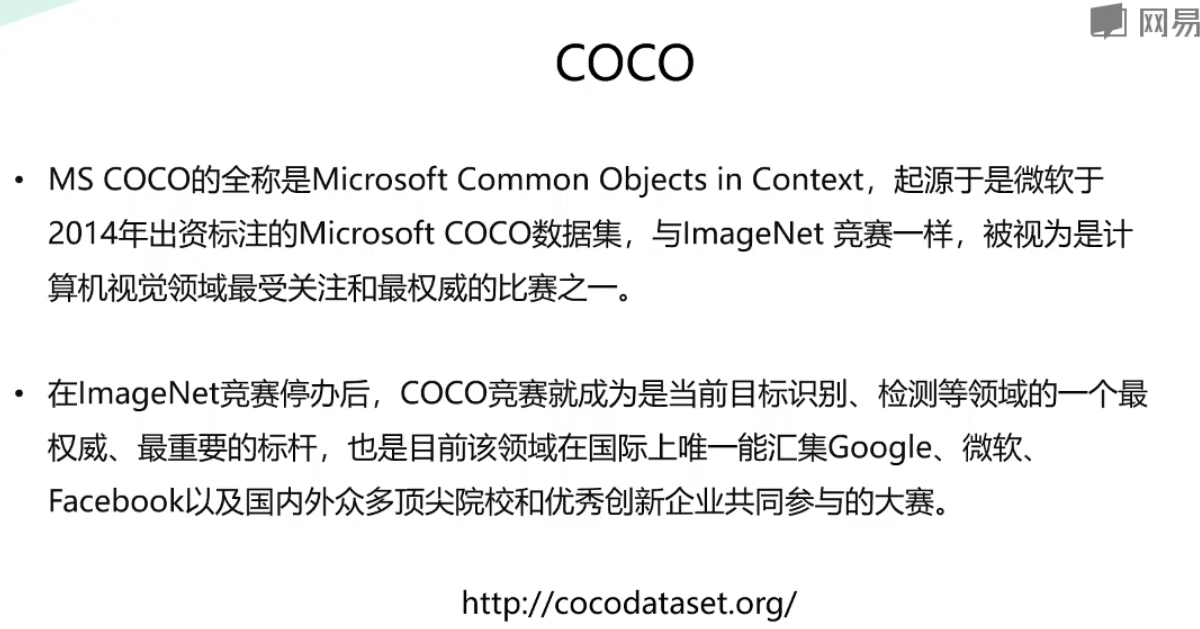 网易
COCO
• MS COCO的全称是Microsoft Common Objects in Context，起源于是微软于
2014年出资标注的Microsoft COCO数据集，与ImageNet 竞赛一样，被视为是计
算机视觉领域最受关注和最权威的比赛之一。
• 在ImageNet竞赛停办后，COCO竞赛就成为是当前目标识别、检测等领域的一个最
权威、最重要的标杆，也是目前该领域在国际上唯一能汇集Google、微软、
Facebook以及国内外众多顶尖院校和优秀创新企业共同参与的大赛。
http://cocodataset.org/